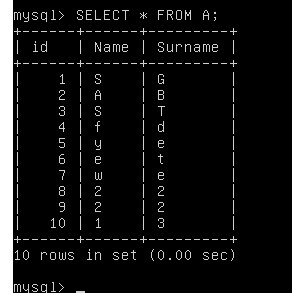 mysql> SELECT * FROM A;
+------+------+---------+
| id   | Name | Surname |
+------+------+---------+
|    1 | S    | G       |
|    2 | A    | B       |
|    3 | S    | T       |
|    4 | f    | d       |
|    5 | y    | e       |
|    6 | e    | t       |
|    7 | w    | e       |
|    8 | 2    | 2       |
|    9 | 2    | 2       |
|   10 | 1    | 3       |
+------+------+---------+
10 rows in set (0.00 sec)
mysql> _